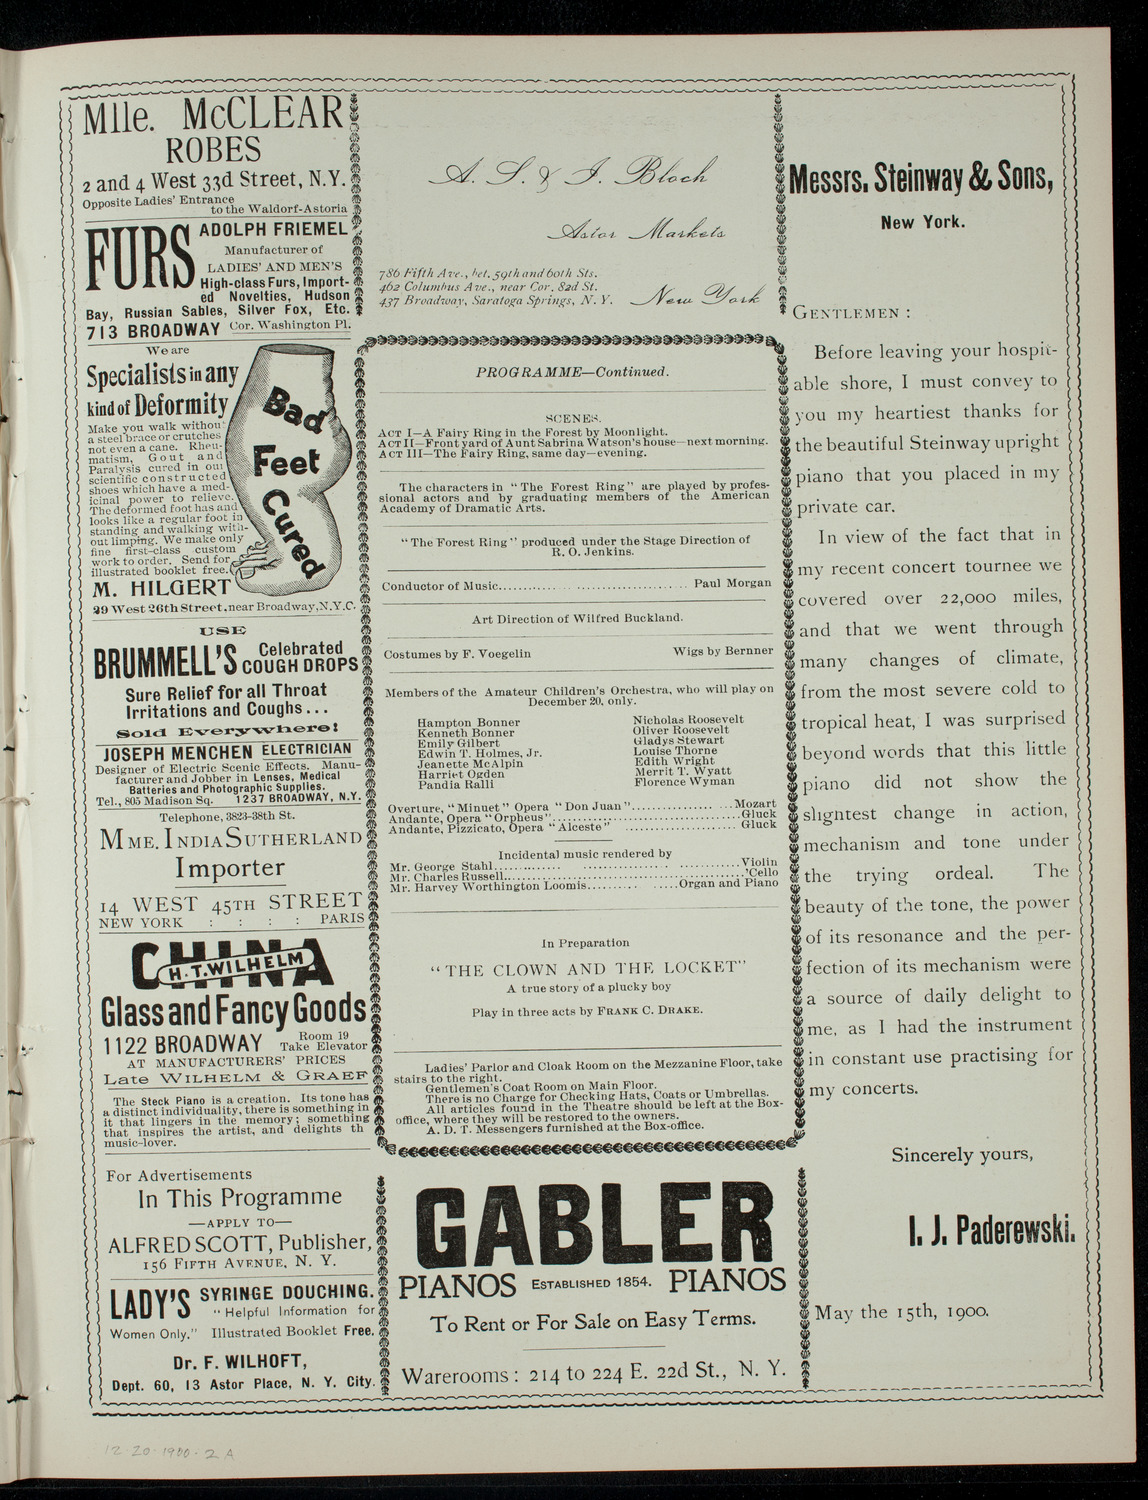 Mlle. McCLEAR
ROBES
2 and 4 West 33d Street, N.Y.
Opposite Ladies' Entrance
to the Waldorf-Astoria
FURS
ADOLPH FRIEMEL
Manufacturer of
LADIES' AND MEN'S
High-class Furs, Import-
ed Novelties, Hudson
Bay, Russian Sables, Silver Fox, Etc.
713 BROADWAY Cor. Washington Pl.
We are
Specialists in any
kind of Deformity
Make you walk without
a steel brace or crutches
not even a cane. Rheu-
matism, Gout and
Paralysis cured in our
scientific constructed
shoes which have a med-
icinal power to relieve.
The deformed foot has and
looks like a regular foot in
standing and walking with-
out limping. We make only
fine first-class custom
work to order. Send for
illustrated booklet free.
Bad
Feet
Cured
M. HILGERT
29 West 26th Street, near Broadway, N.Y.C.
USE
BRUMMELL'S Celebrated
COUGH DROPS
Sure Relief for all Throat
Irritations and Coughs...
Sold Everywhere!
JOSEPH MENCHEN ELECTRICIAN
Designer of Electric Scenic Effects. Manu-
facturer and Jobber in Lenses, Medical
Batteries and Photographic Supplies.
Tel., 805 Madison Sq. 1237 BROADWAY, N.Y.
Telephone, 3823-38th St.
MME. INDIA SUTHERLAND
Importer
14 WEST 45TH STREET
NEW YORK : : : : PARIS
CHINA
H. T. WILHELM
Glass and Fancy Goods
1122 BROADWAY Room 19
Take Elevator
AT MANUFACTURERS' PRICES
Late WILHELM & GRAEF
The Steck Piano is a creation. Its tone has
a distinct individuality, there is something in
it that lingers in the memory; something
that inspires the artist, and delights th
music-lover.
For Advertisements
In This Programme
—APPLY TO—
ALFRED SCOTT, Publisher,
156 FIFTH AVENUE, N. Y.
LADY'S SYRINGE DOUCHING.
"Helpful Information for
Women Only." Illustrated Booklet Free.
Dr. F. WILHOFT,
Dept. 60, 13 Astor Place, N. Y. City.
A. S. & J. Bloch
Astor Markets
786 Fifth Ave., bet. 59th and 60th Sts.
462 Columbus Ave., near Cor. 82d St.
437 Broadway, Saratoga Springs, N. Y. New York
PROGRAMME—Continued.
SCENES.
ACT I—A Fairy Ring in the Forest by Moonlight.
ACT II—Front yard of Aunt Sabrina Watson's house—next morning.
ACT III—The Fairy Ring, same day—evening.
The characters in "The Forest Ring" are played by profes-
sional actors and by graduating members of the American
Academy of Dramatic Arts.
"The Forest Ring" produced under the Stage Direction of
R. O. Jenkins.
Conductor of Music.................................. Paul Morgan
Art Direction of Wilfred Buckland.
Costumes by F. Voegelin Wigs by Bernner
Members of the Amateur Children's Orchestra, who will play on
December 20, only.
Hampton Bonner
Kenneth Bonner
Emily Gilbert
Edwin T. Holmes, Jr.
Jeanette McAlpin
Harriet Ogden
Pandia Ralli
Nicholas Roosevelt
Oliver Roosevelt
Gladys Stewart
Louise Thorne
Edith Wright
Merrit T. Wyatt
Florence Wyman
Overture, "Minuet" Opera "Don Juan"..................Mozart
Andante, Opera "Orpheus"..................................Gluck
Andante, Pizzicato, Opera "Alceste" ...................... Gluck
Incidental music rendered by
Mr. George Stahl..............................................Violin
Mr. Charles Russell...........................................'Cello
Mr. Harvey Worthington Loomis...............Organ and Piano
In Preparation
"THE CLOWN AND THE LOCKET"
A true story of a plucky boy
Play in three acts by FRANK C. DRAKE.
Ladies' Parlor and Cloak Room on the Mezzanine Floor, take
stairs to the right.
Gentlemen's Coat Room on Main Floor.
There is no Charge for Checking Hats, Coats or Umbrellas.
All articles found in the Theatre should be left at the Box-
office, where they will be restored to the owners.
A. D. T. Messengers furnished at the Box-office.
GABLER
PIANOS ESTABLISHED 1854. PIANOS
To Rent or For Sale on Easy Terms.
Warerooms: 214 to 224 E. 22d St., N. Y.
Messrs. Steinway & Sons,
New York.
GENTLEMEN:
Before leaving your hospit-
able shore, I must convey to
you my heartiest thanks for
the beautiful Steinway upright
piano that you placed in my
private car.
In view of the fact that in
my recent concert tournee we
covered over 22,000 miles,
and that we went through
many changes of climate,
from the most severe cold to
tropical heat, I was surprised
beyond words that this little
piano did not show the
slightest change in action,
mechanism and tone under
the trying ordeal. The
beauty of the tone, the power
of its resonance and the per-
fection of its mechanism were
a source of daily delight to
me, as I had the instrument
in constant use practising for
my concerts.
Sincerely yours,
I. J. Paderewski.
May the 15th, 1900.
12-20-1900-2A